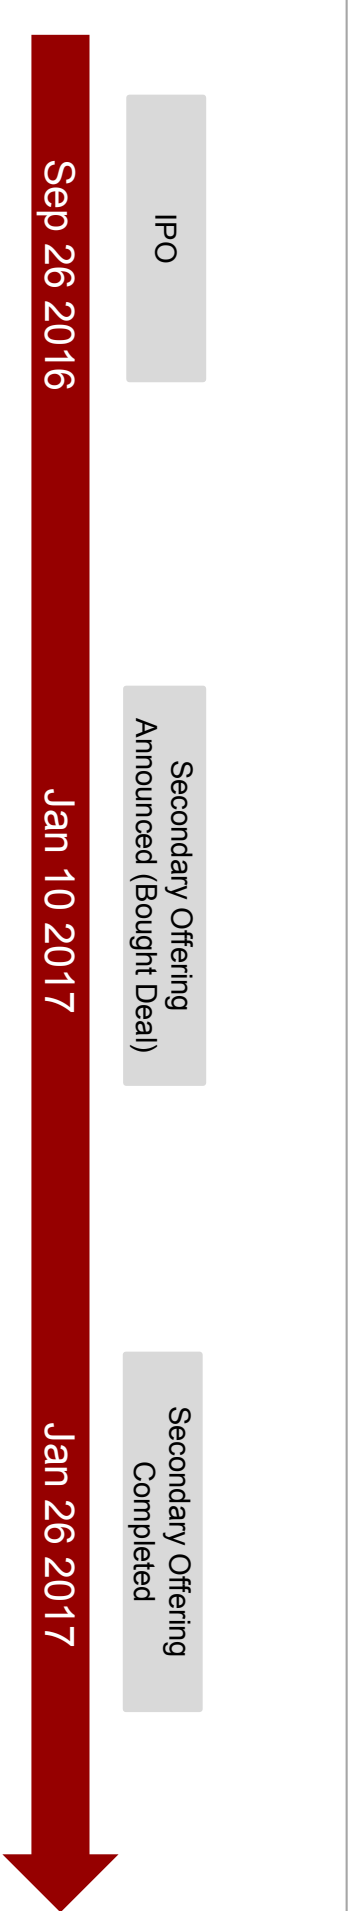 IPO
Secondary Offering
Announced (Bought Deal)
Secondary Offering
Completed
Sep 26 2016
Jan 10 2017
Jan 26 2017